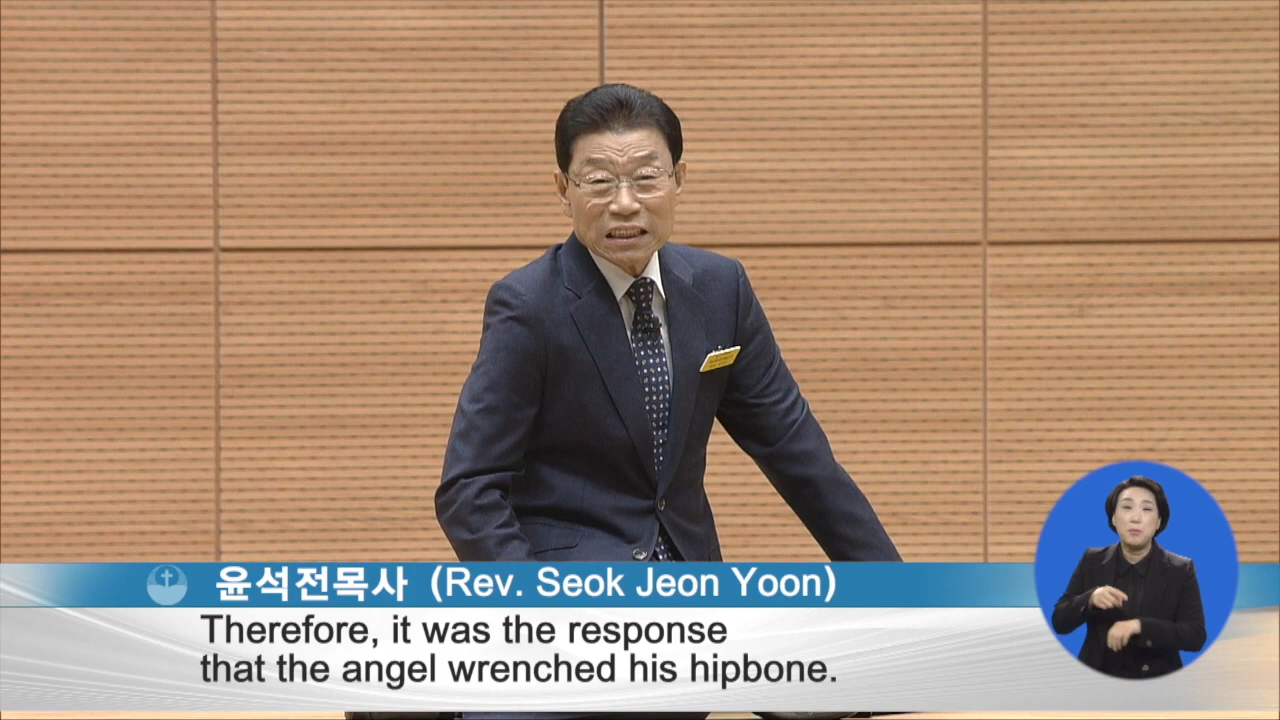 윤석전목사 (Rev. Seok Jeon Yoon)
Therefore, it was the response
that the angel wrenched his hipbone.